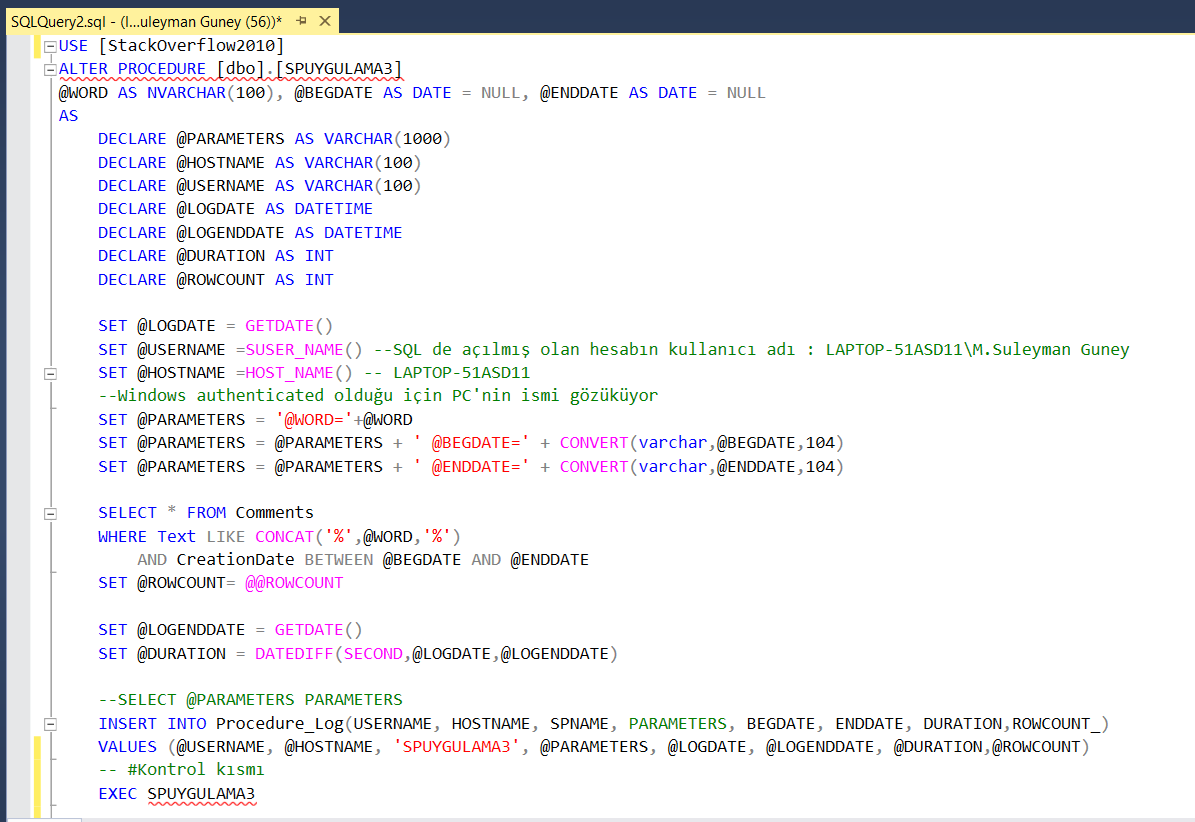 SQLQuery2.sql - (l...uleyman Guney (56))*
USE [StackOverflow2010]
ALTER PROCEDURE [dbo].[SPUYGULAMA3]
@WORD AS NVARCHAR(100), @BEGDATE AS DATE = NULL, @ENDDATE AS DATE = NULL
AS
DECLARE @PARAMETERS AS VARCHAR(1000)
DECLARE @HOSTNAME AS VARCHAR(100)
DECLARE @USERNAME AS VARCHAR(100)
DECLARE @LOGDATE AS DATETIME
DECLARE @LOGENDDATE AS DATETIME
DECLARE @DURATION AS INT
DECLARE @ROWCOUNT AS INT
SET @LOGDATE = GETDATE()
SET @USERNAME =SUSER_NAME() --SQL de açılmış olan hesabın kullanıcı adı : LAPTOP-51ASD11\M.Suleyman Guney
SET @HOSTNAME =HOST_NAME() -- LAPTOP-51ASD11
--Windows authenticated olduğu için PC'nin ismi gözüküyor
SET @PARAMETERS = '@WORD='+@WORD
SET @PARAMETERS = @PARAMETERS + ' @BEGDATE=' + CONVERT(varchar,@BEGDATE,104)
SET @PARAMETERS = @PARAMETERS + ' @ENDDATE=' + CONVERT(varchar,@ENDDATE,104)
SELECT * FROM Comments
WHERE Text LIKE CONCAT('%',@WORD,'%')
AND CreationDate BETWEEN @BEGDATE AND @ENDDATE
SET @ROWCOUNT= @@ROWCOUNT
SET @LOGENDDATE = GETDATE()
SET @DURATION = DATEDIFF(SECOND,@LOGDATE,@LOGENDDATE)
--SELECT @PARAMETERS PARAMETERS
INSERT INTO Procedure_Log(USERNAME, HOSTNAME, SPNAME, PARAMETERS, BEGDATE, ENDDATE, DURATION,ROWCOUNT_)
VALUES (@USERNAME, @HOSTNAME, 'SPUYGULAMA3', @PARAMETERS, @LOGDATE, @LOGENDDATE, @DURATION,@ROWCOUNT)
-- #Kontrol kısmı
EXEC SPUYGULAMA3